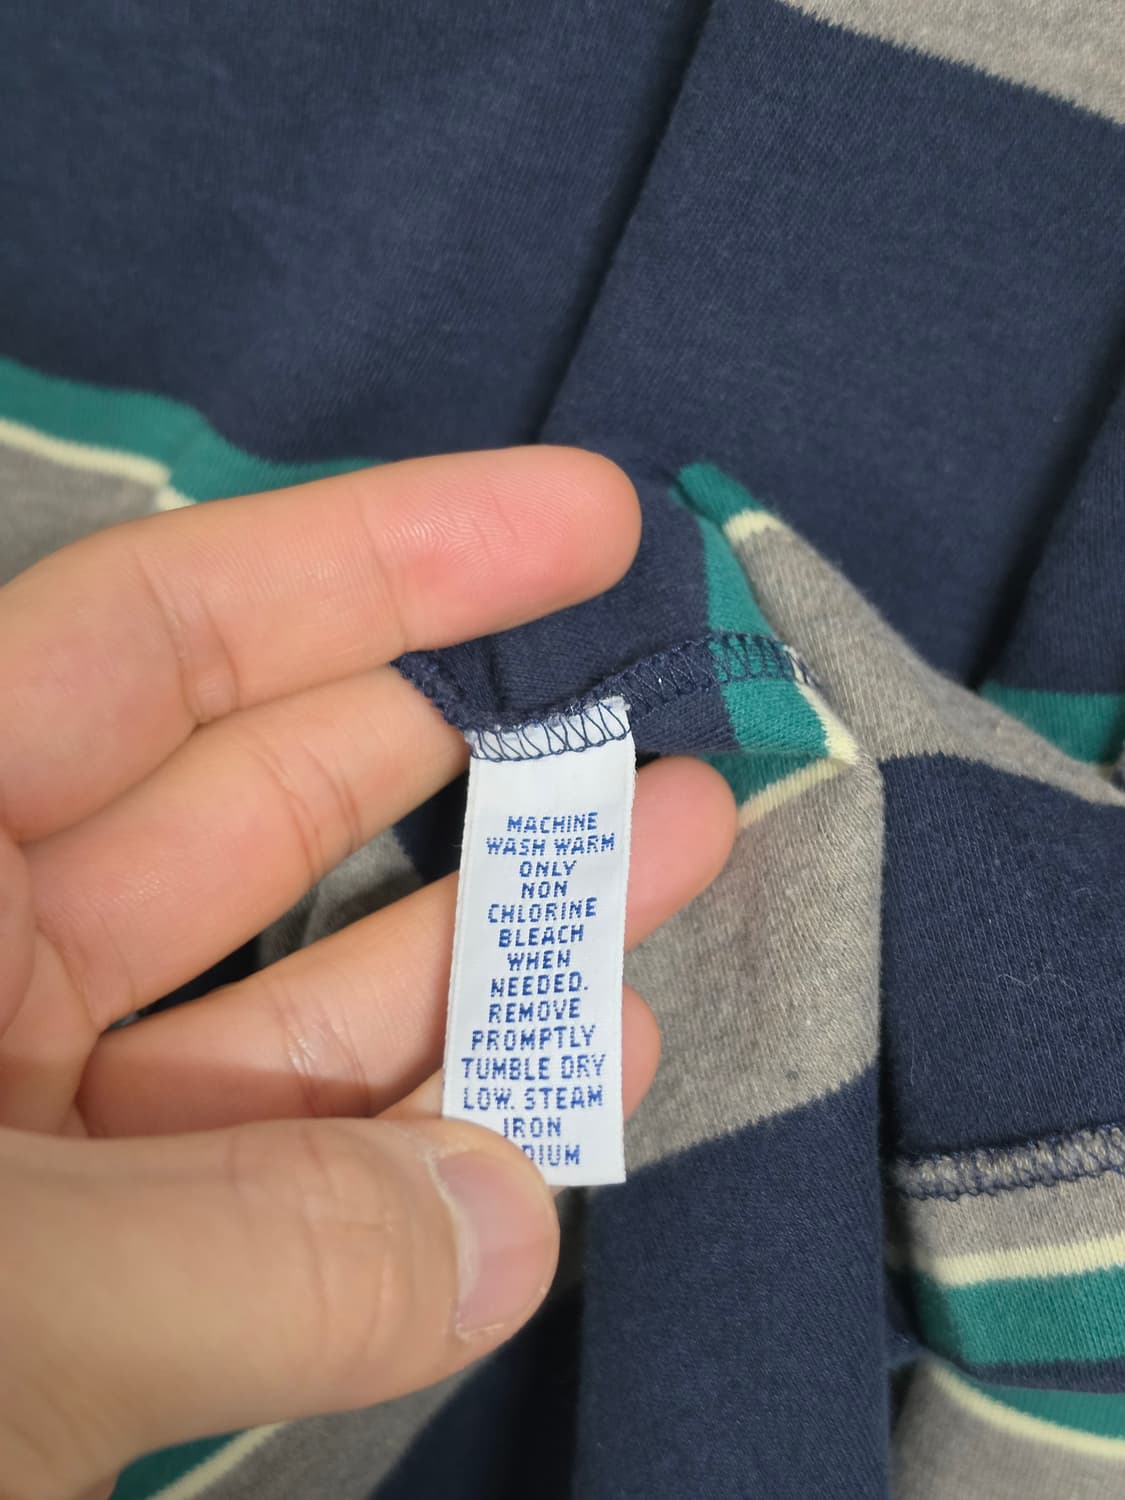 MACHINE
WASH WARM
ONLY
NON
CHLORINE
BLEACH
WHEN
NEEDED.
REMOVE
PROMPTLY
TUMBLE DRY
LOW. STEAM
IRON